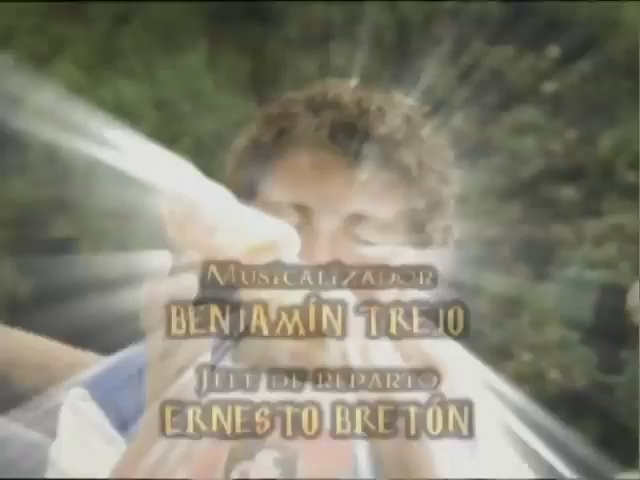 MUSICALIZADOR
BENJAMÍN TREJO
JEFE DE REPARTO
ERNESTO BRETÓN